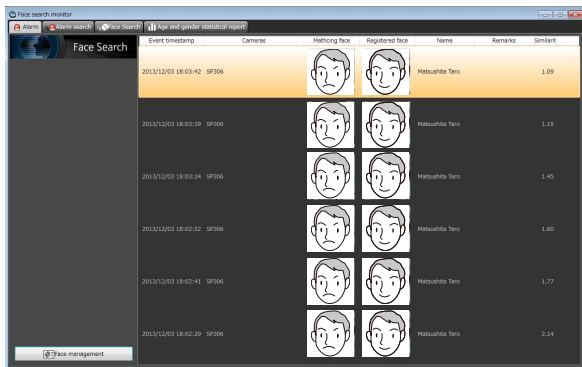 Face search monitor
Alarm Alarm search Face Search Age and gender statistical report
Face Search
Event timestamp Cameras Mathcing face Registered face Name Remarks Similarit
2013/12/03 18:03:42 SP306 Matsushita Taro 1.09
2013/12/03 18:03:39 SP306 Matsushita Taro 1.15
2013/12/03 18:03:24 SP306 Matsushita Taro 1.45
2013/12/03 18:02:52 SP306 Matsushita Taro 1.60
2013/12/03 18:02:41 SP306 Matsushita Taro 1.77
2013/12/03 18:02:29 SP306 Matsushita Taro 2.14
Face management